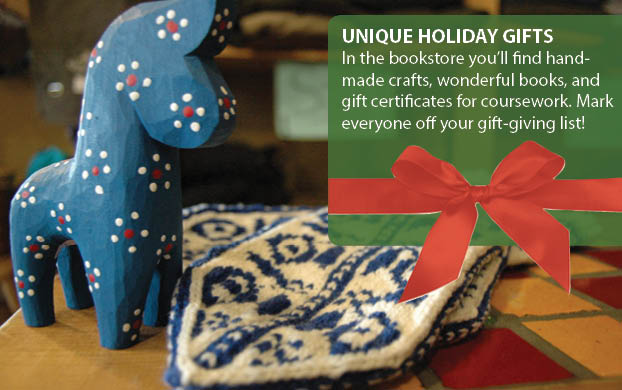 UNIQUE HOLIDAY GIFTS
In the bookstore you'll find hand-
made crafts, wonderful books, and
gift certificates for coursework. Mark
everyone off your gift-giving list!